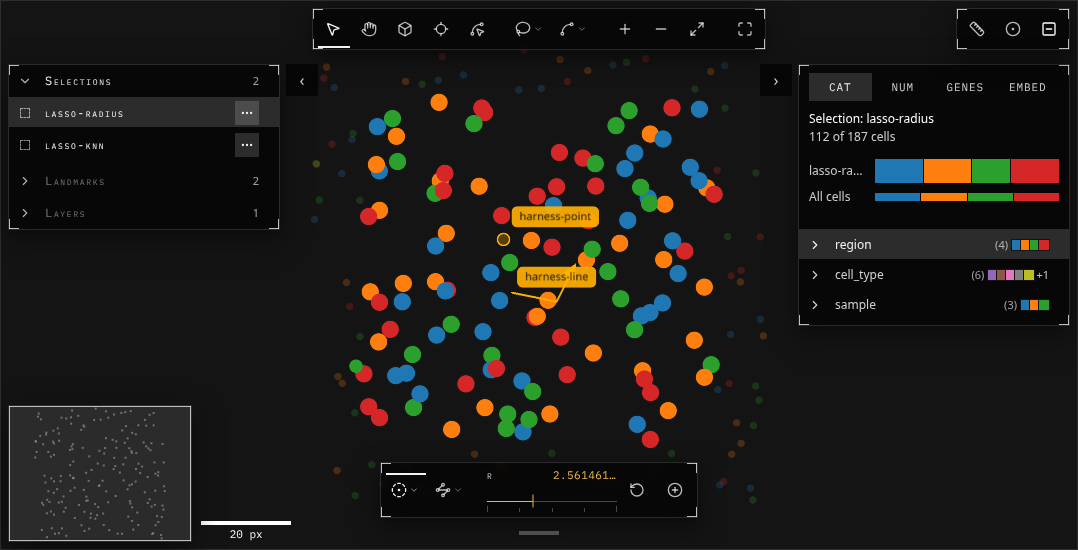 Selections 2
LASSO-RADIUS
LASSO-KNN
Landmarks 2
Layers 1
CAT NUM GENES EMBED
Selection: lasso-radius
112 of 187 cells
lasso-ra...
All cells
region (4)
cell_type (6) +1
sample (3)
harness-point
harness-line
R 2.561461...
20 px